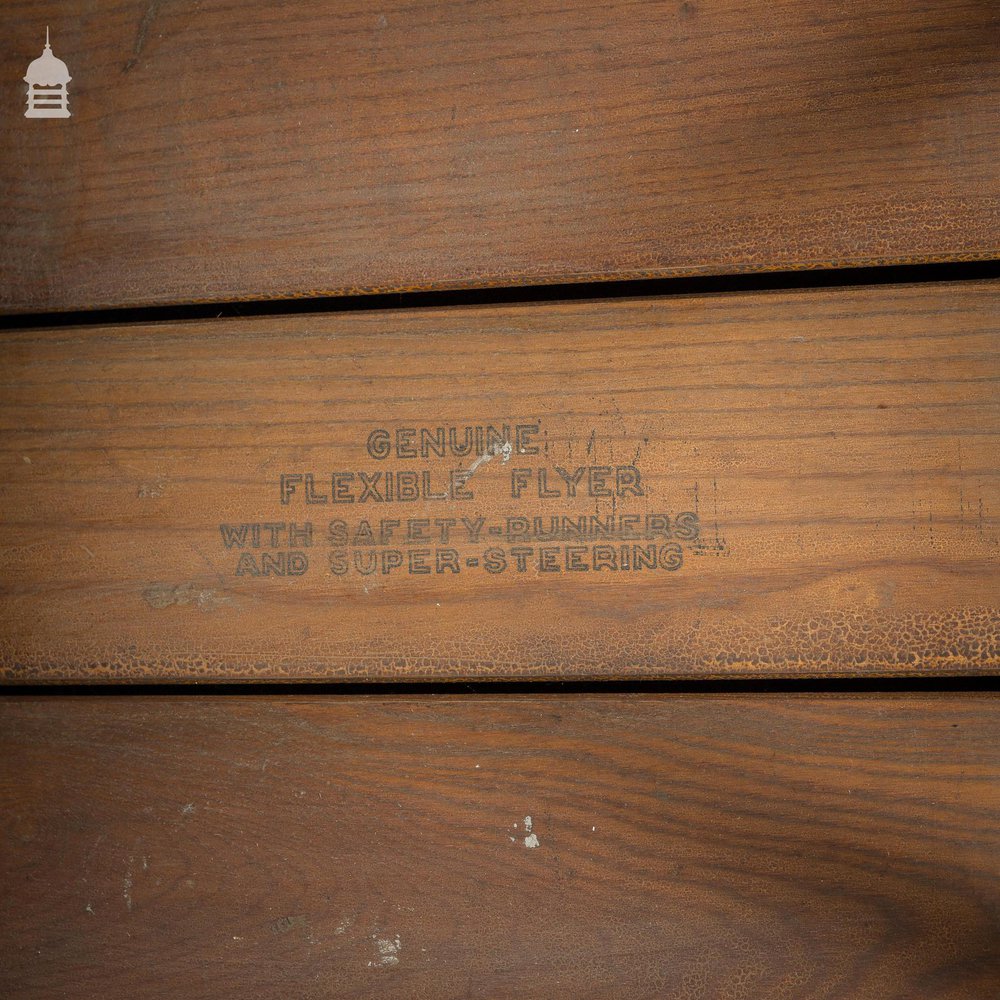 GENUINE
FLEXIBLE FLYER
WITH SAFETY-RUNNERS
AND SUPER-STEERING